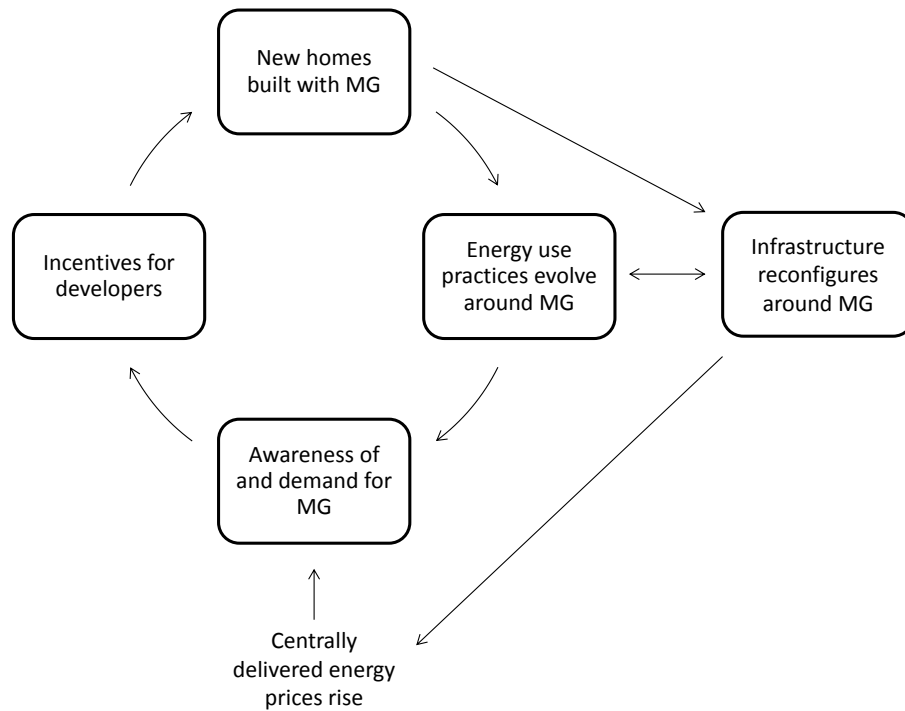 New homes
built with MG
Incentives for
developers
Energy use
practices evolve
around MG
Infrastructure
reconfigures
around MG
Awareness of
and demand for
MG
Centrally
delivered energy
prices rise